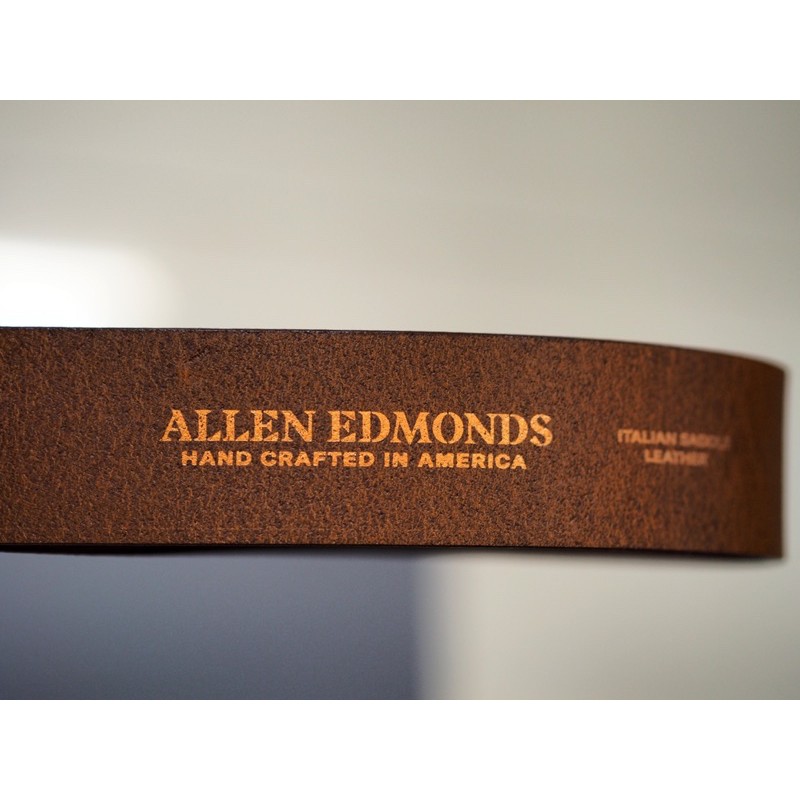 ALLEN EDMONDS
HAND CRAFTED IN AMERICA
ITALIAN SADDLE
LEATHER